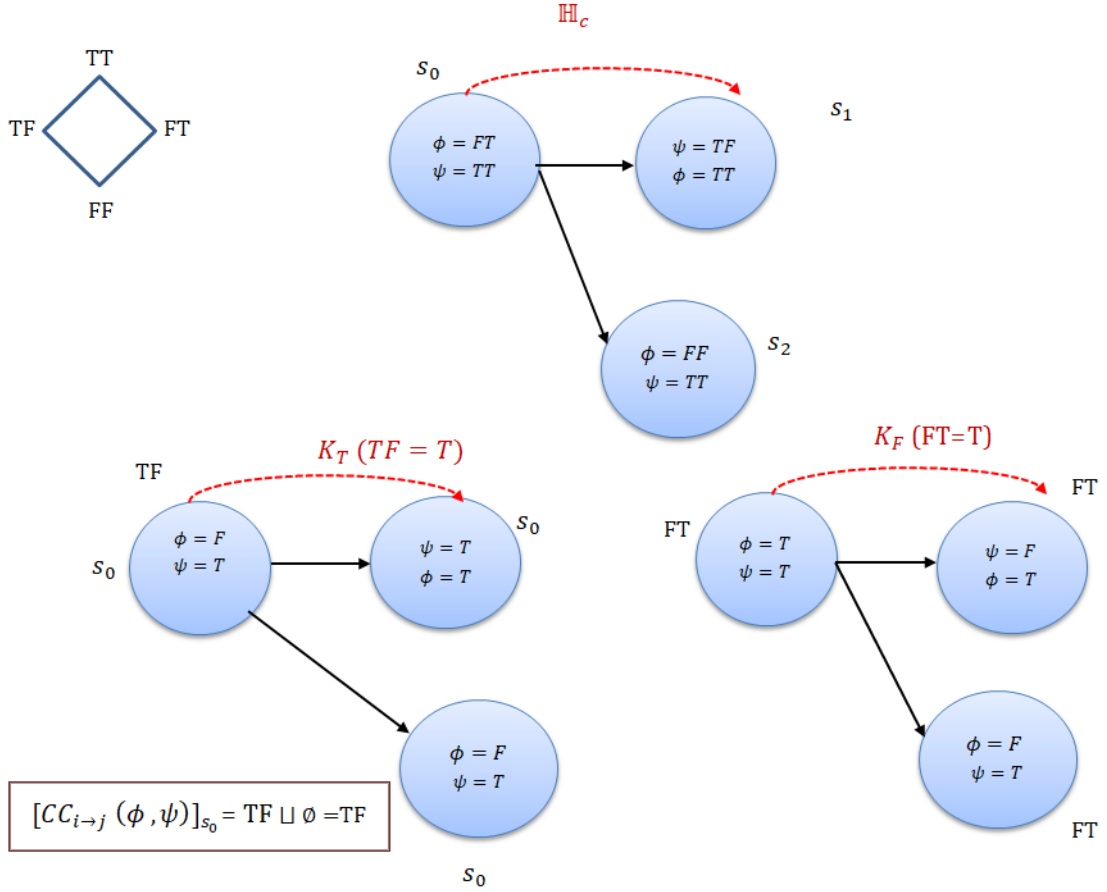 ℍ_c
TT
TF
FT
FF
s_0
ϕ = FT
ψ = TT
ψ = TF
ϕ = TT
s_1
ϕ = FF
ψ = TT
s_2
K_T (TF = T)
TF
s_0
ϕ = F
ψ = T
ψ = T
ϕ = T
s_0
ϕ = F
ψ = T
s_0
K_F (FT=T)
FT
FT
ϕ = T
ψ = T
ψ = F
ϕ = T
ϕ = F
ψ = T
FT
[CC_{i→j} (ϕ ,ψ)]_{s_0} = TF ⊔ ∅ =TF